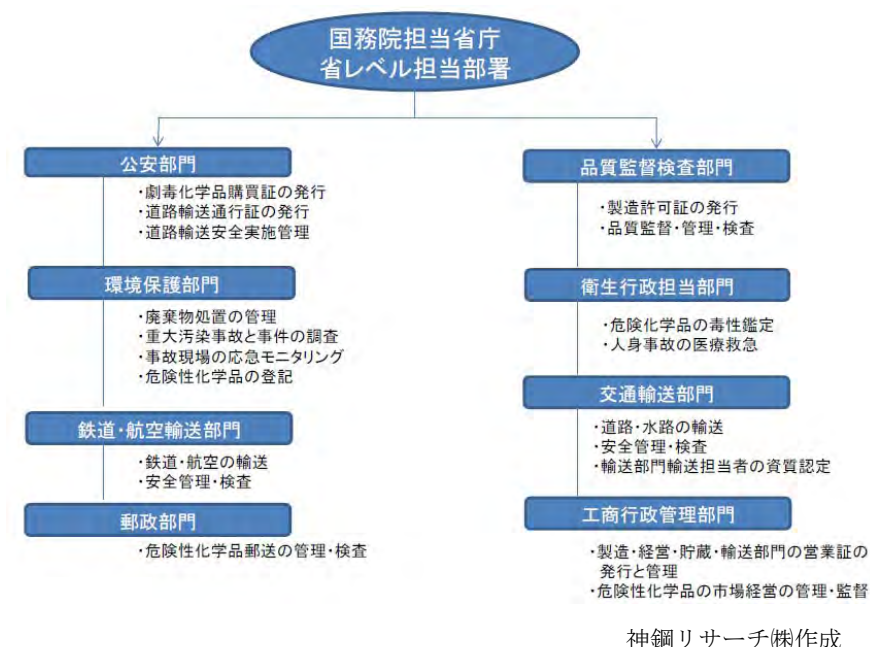 国務院担当省庁
省レベル担当部署
公安部門
・劇毒化学品購買証の発行
・道路輸送通行証の発行
・道路輸送安全実施管理
環境保護部門
・廃棄物処置の管理
・重大汚染事故と事件の調査
・事故現場の応急モニタリング
・危険性化学品の登記
鉄道・航空輸送部門
・鉄道・航空の輸送
・安全管理・検査
郵政部門
・危険性化学品郵送の管理・検査
品質監督検査部門
・製造許可証の発行
・品質監督・管理・検査
衛生行政担当部門
・危険化学品の毒性鑑定
・人身事故の医療救急
交通輸送部門
・道路・水路の輸送
・安全管理・検査
・輸送部門輸送担当者の資質認定
工商行政管理部門
・製造・経営・貯蔵・輸送部門の営業証の
発行と管理
・危険性化学品の市場経営の管理・監督
神鋼リサーチ㈱作成